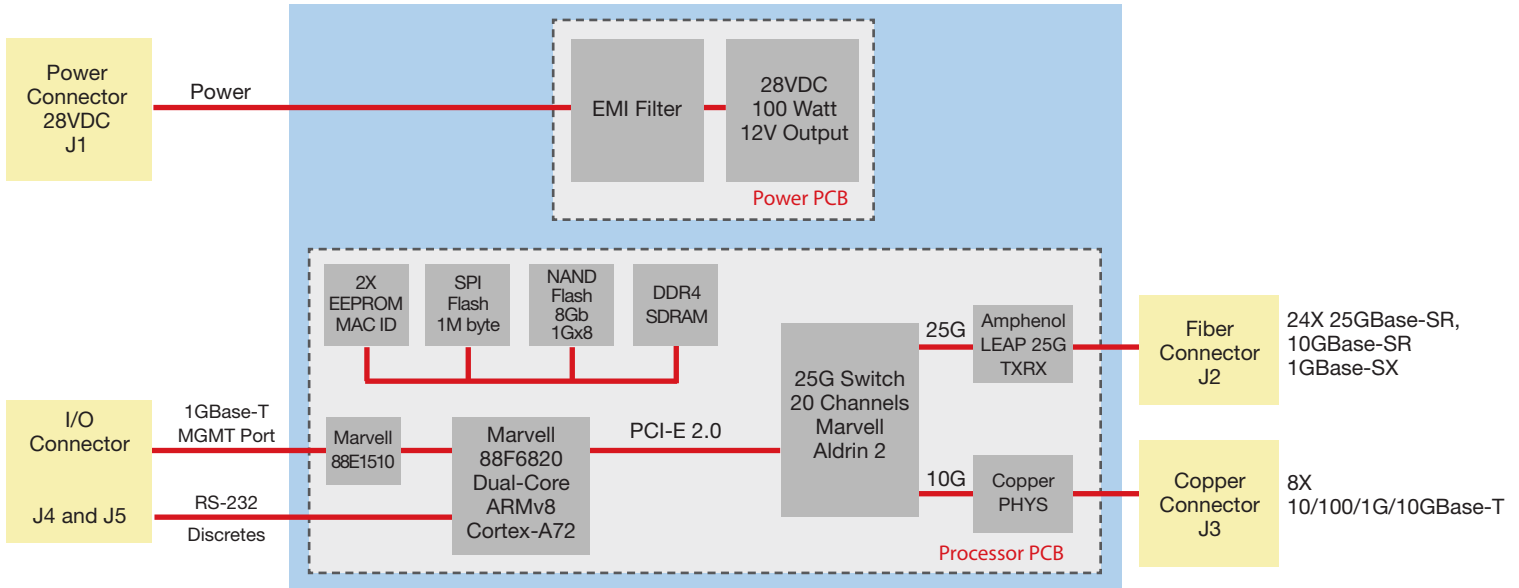 Power
Connector
28VDC
J1
Power
EMI Filter
28VDC
100 Watt
12V Output
Power PCB
2X
EEPROM
MAC ID
SPI
Flash
1M byte
NAND
Flash
8Gb
1Gx8
DDR4
SDRAM
I/O
Connector
J4 and J5
1GBase-T
MGMT Port
RS-232
Discretes
Marvell
88E1510
Marvell
88F6820
Dual-Core
ARMv8
Cortex-A72
PCI-E 2.0
25G Switch
20 Channels
Marvell
Aldrin 2
25G
Amphenol
LEAP 25G
TXRX
10G
Copper
PHYS
Processor PCB
Fiber
Connector
J2
24X 25GBase-SR,
10GBase-SR
1GBase-SX
Copper
Connector
J3
8X
10/100/1G/10GBase-T